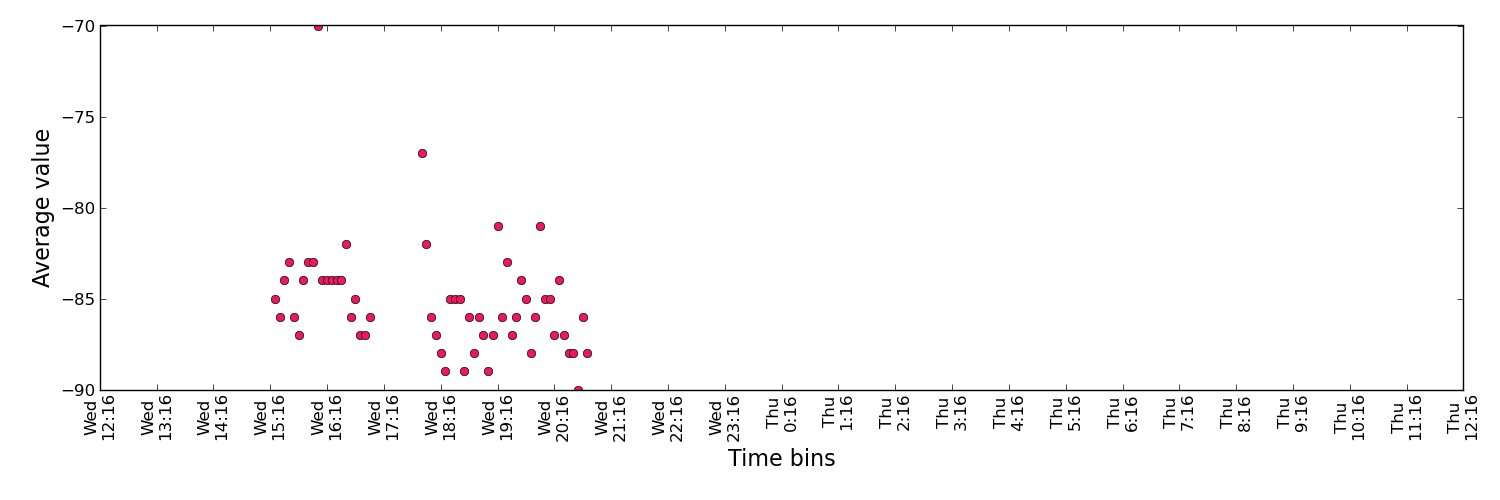 −70
−75
−80
−85
−90
Average value
Wed
12:16
Wed
13:16
Wed
14:16
Wed
15:16
Wed
16:16
Wed
17:16
Wed
18:16
Wed
19:16
Wed
20:16
Wed
21:16
Wed
22:16
Wed
23:16
Thu
0:16
Thu
1:16
Thu
2:16
Thu
3:16
Thu
4:16
Thu
5:16
Thu
6:16
Thu
7:16
Thu
8:16
Thu
9:16
Thu
10:16
Thu
11:16
Thu
12:16
Time bins